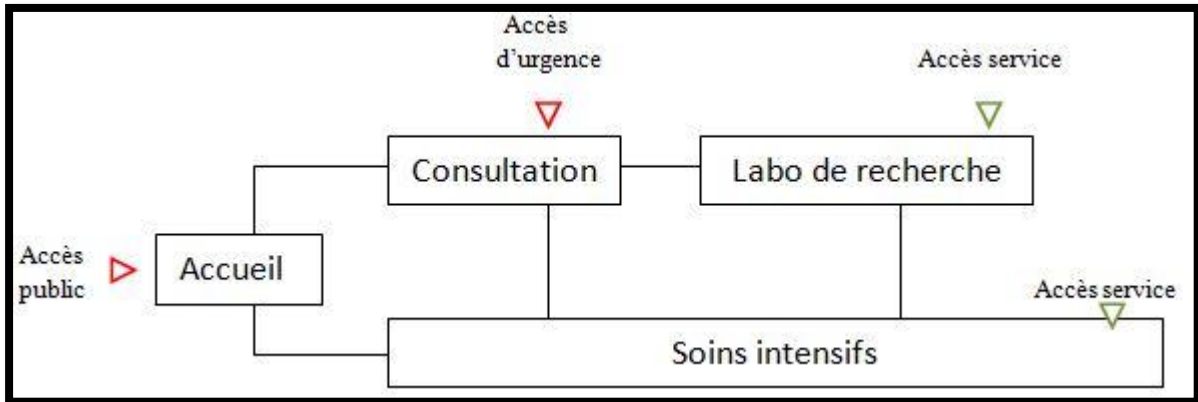 Accès
d’urgence
Accès service
Consultation
Labo de recherche
Accès
public
Accueil
Accès service
Soins intensifs